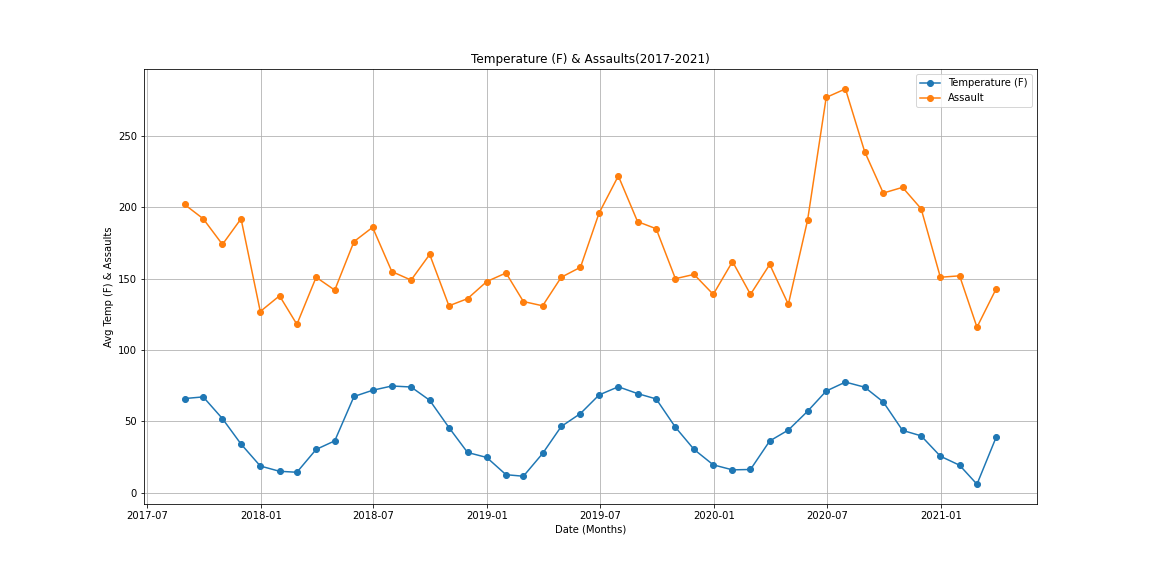 Temperature (F) & Assaults(2017-2021)
Temperature (F)
Assault
Avg Temp (F) & Assaults
250
200
150
100
50
0
2017-07 2018-01 2018-07 2019-01 2019-07 2020-01 2020-07 2021-01
Date (Months)